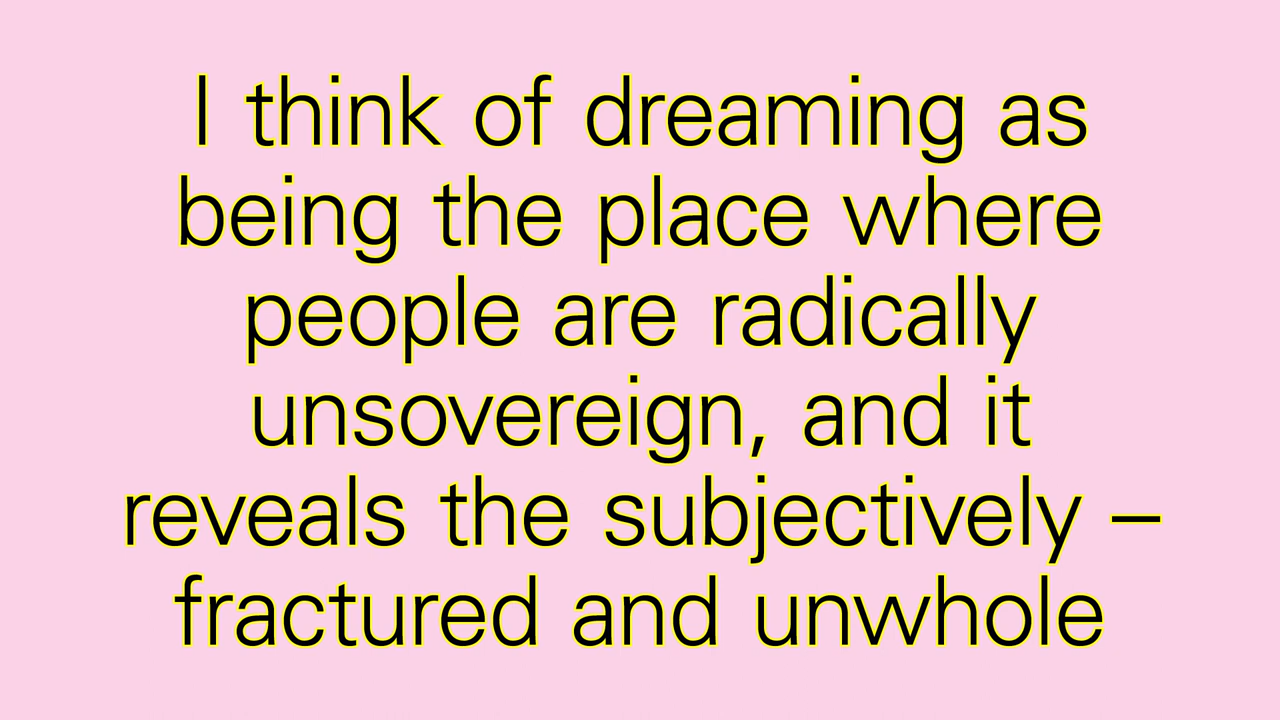 I think of dreaming as
being the place where
people are radically
unsovereign, and it
reveals the subjectively –
fractured and unwhole